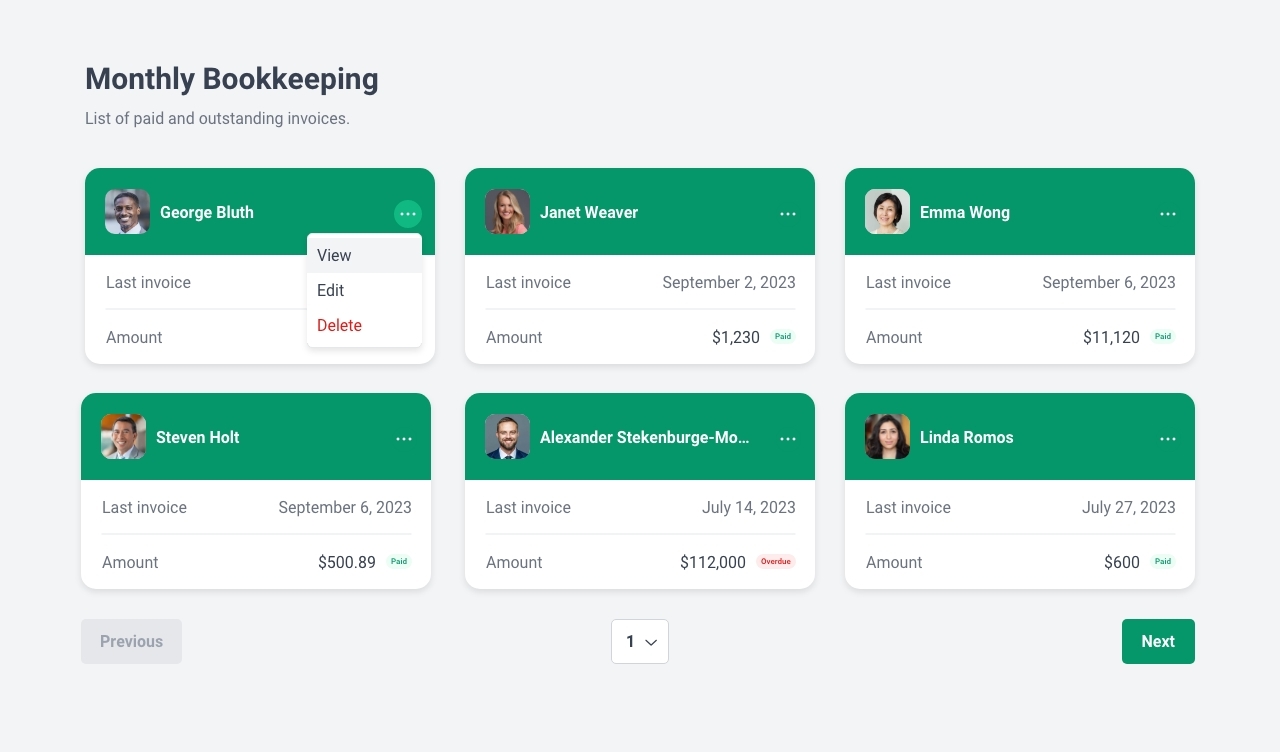 Monthly Bookkeeping
List of paid and outstanding invoices.
George Bluth
View
Edit
Delete
Last invoice
Amount
Janet Weaver
Last invoice September 2, 2023
Amount $1,230 Paid
Emma Wong
Last invoice September 6, 2023
Amount $11,120 Paid
Steven Holt
Last invoice September 6, 2023
Amount $500.89 Paid
Alexander Stekenburge-Mo...
Last invoice July 14, 2023
Amount $112,000 Overdue
Linda Romos
Last invoice July 27, 2023
Amount $600 Paid
Previous 1 Next